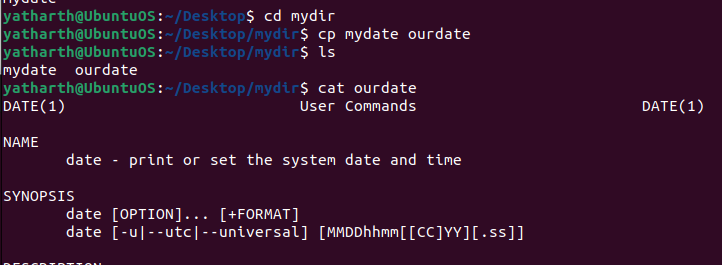 mydate
yatharth@UbuntuOS:~/Desktop$ cd mydir
yatharth@UbuntuOS:~/Desktop/mydir$ cp mydate ourdate
yatharth@UbuntuOS:~/Desktop/mydir$ ls
mydate  ourdate
yatharth@UbuntuOS:~/Desktop/mydir$ cat ourdate
DATE(1)                          User Commands                         DATE(1)
NAME
       date - print or set the system date and time
SYNOPSIS
       date [OPTION]... [+FORMAT]
       date [-u|--utc|--universal] [MMDDhhmm[[CC]YY][.ss]]
DESCRIPTION